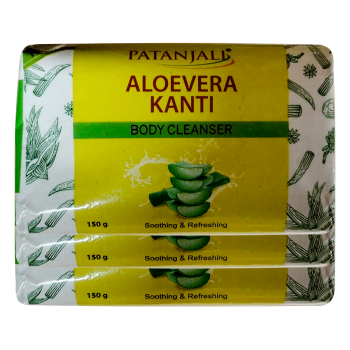 PATANJALI
ALOEVERA
KANTI
BODY CLEANSER
150 g
Soothing & Refreshing
150 g
Soothing & Refreshing
150 g
Soothing & Refreshing